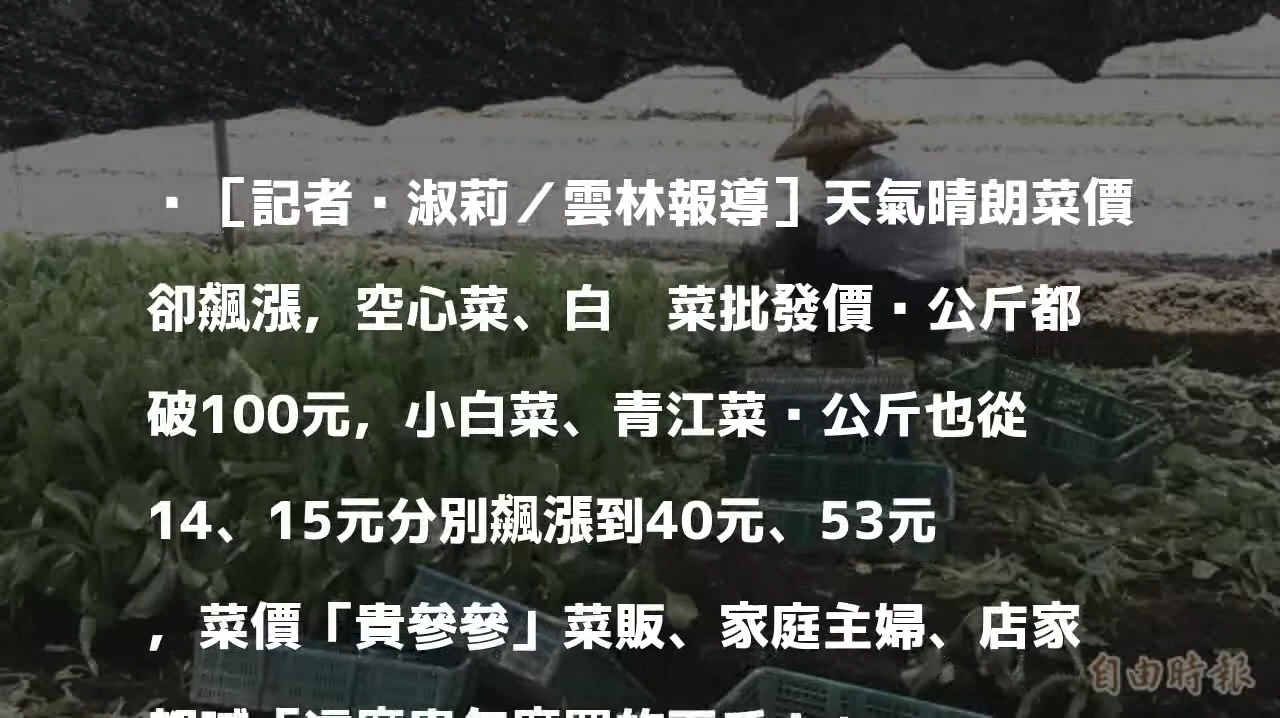 ·［記者·淑莉／雲林報導］天氣晴朗菜價
卻飆漲，空心菜、白　菜批發價·公斤都
破100元，小白菜、青江菜·公斤也從
14、15元分別飆漲到40元、53元
，菜價「貴參參」菜販、家庭主婦、店家
自由時報